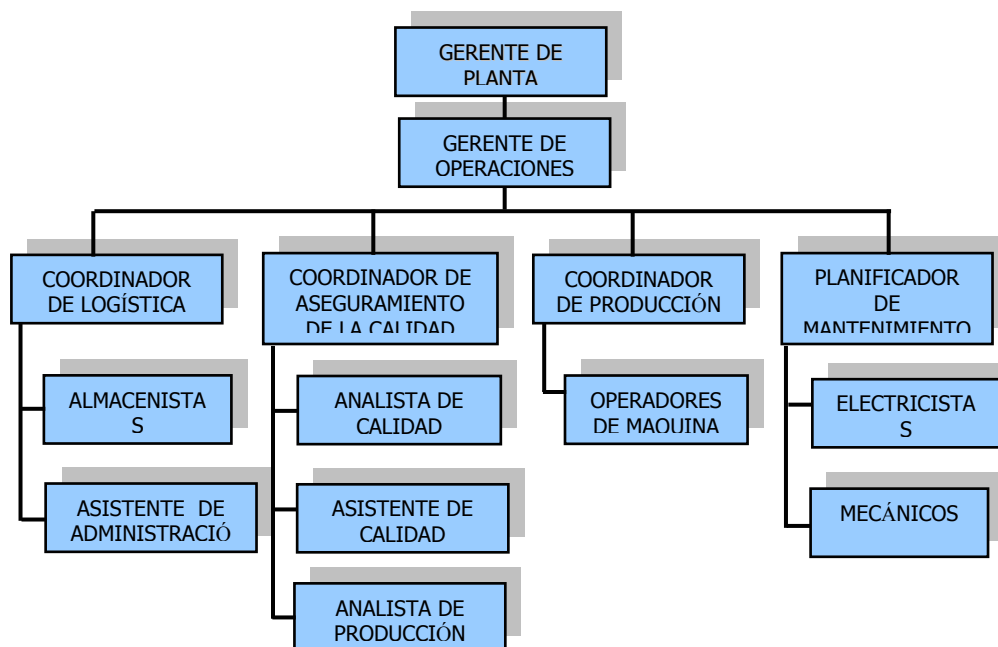 GERENTE DE
PLANTA
GERENTE DE
OPERACIONES
COORDINADOR
DE LOGÍSTICA
COORDINADOR DE
ASEGURAMIENTO
DE LA CALIDAD
COORDINADOR
DE PRODUCCIÓN
PLANIFICADOR
DE
MANTENIMIENTO
ALMACENISTA
S
ANALISTA DE
CALIDAD
OPERADORES
DE MAQUINA
ELECTRICISTA
S
ASISTENTE DE
ADMINISTRACIÓ
ASISTENTE DE
CALIDAD
MECÁNICOS
ANALISTA DE
PRODUCCIÓN